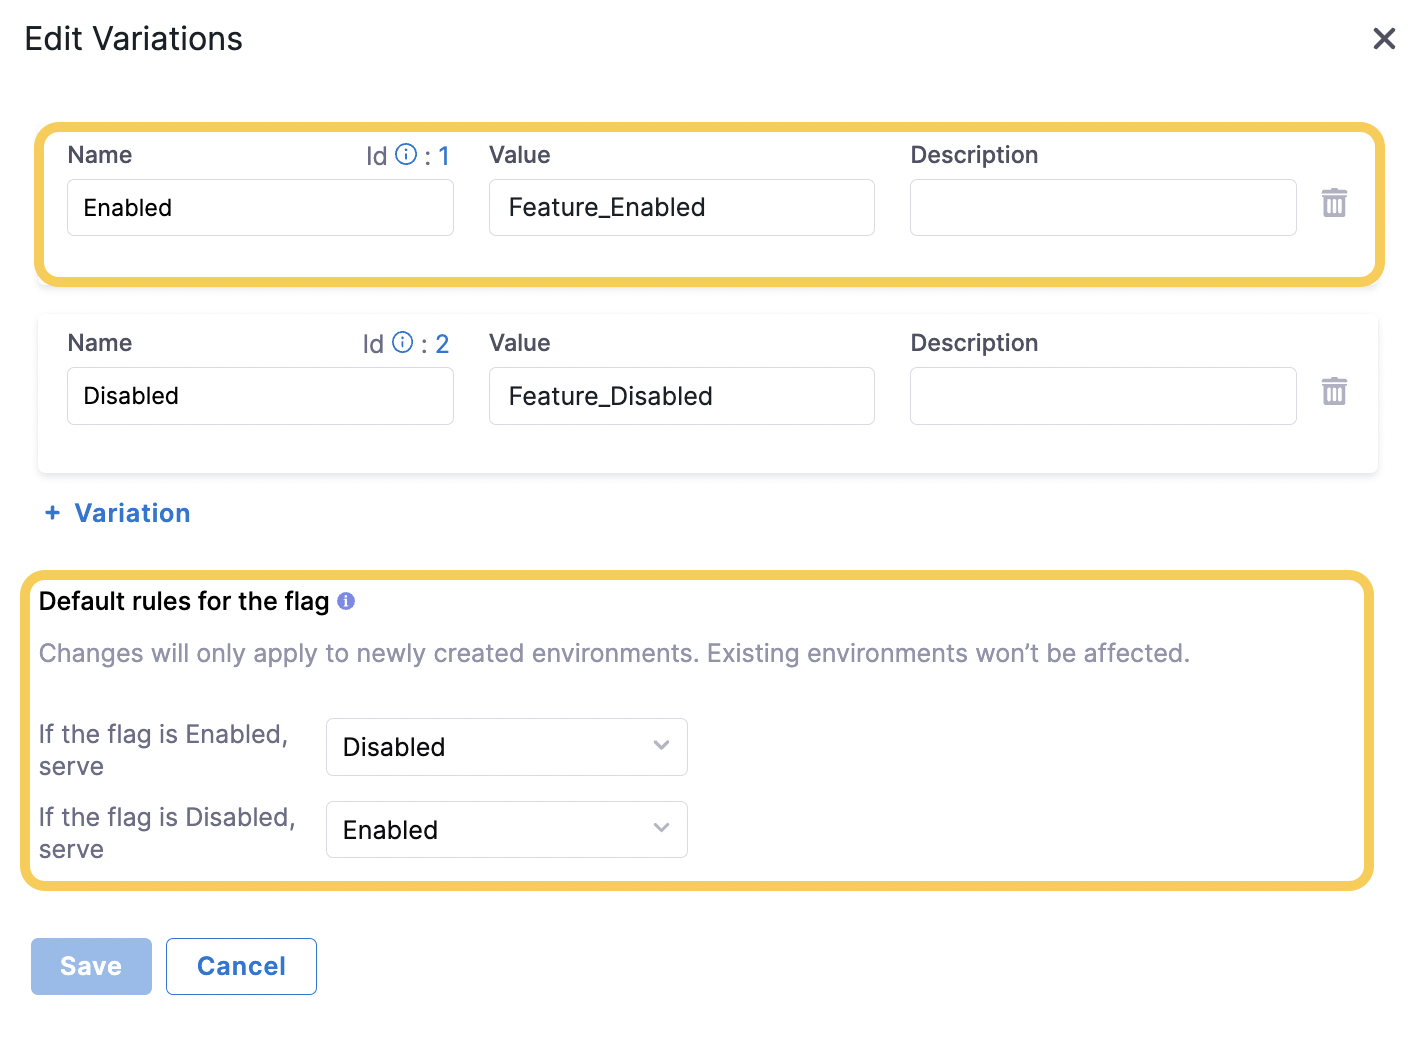 Edit Variations
Name Id : 1 Value Description
Enabled Feature_Enabled
Name Id : 2 Value Description
Disabled Feature_Disabled
+ Variation
Default rules for the flag
Changes will only apply to newly created environments. Existing environments won’t be affected.
If the flag is Enabled,
serve
Disabled
If the flag is Disabled,
serve
Enabled
Save Cancel